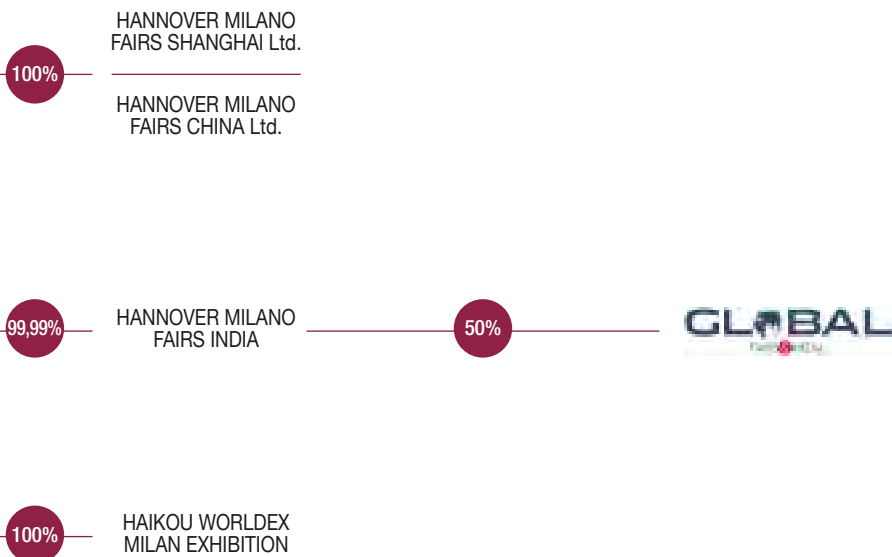 HANNOVER MILANO
FAIRS SHANGHAI Ltd.
100%
HANNOVER MILANO
FAIRS CHINA Ltd.
99,99%
HANNOVER MILANO
FAIRS INDIA
50%
GLOBAL
100%
HAIKOU WORLDEX
MILAN EXHIBITION